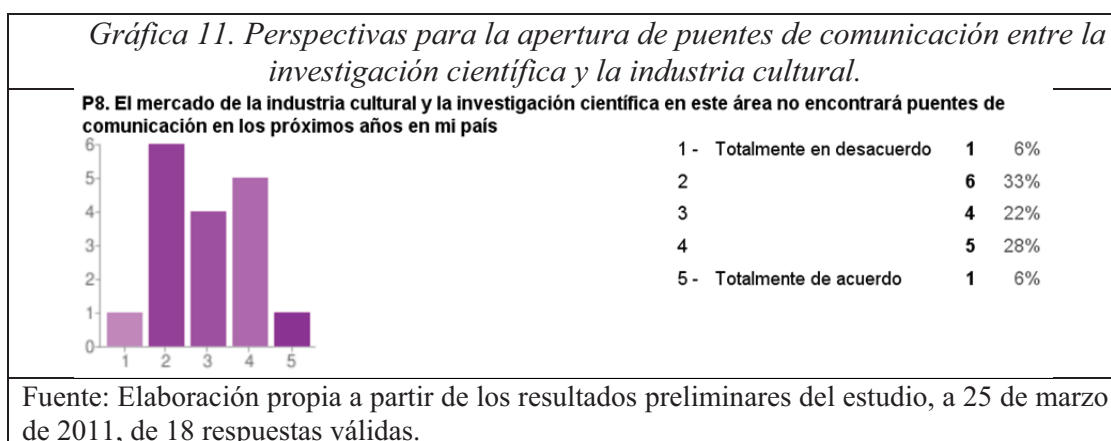 Gráfica 11. Perspectivas para la apertura de puentes de comunicación entre la
investigación científica y la industria cultural.
P8. El mercado de la industria cultural y la investigación científica en este área no encontrará puentes de
comunicación en los próximos años en mi país
6
5
4
3
2
1
0
1 2 3 4 5
1 - Totalmente en desacuerdo 1 6%
2 6 33%
3 4 22%
4 5 28%
5 - Totalmente de acuerdo 1 6%
Fuente: Elaboración propia a partir de los resultados preliminares del estudio, a 25 de marzo
de 2011, de 18 respuestas válidas.